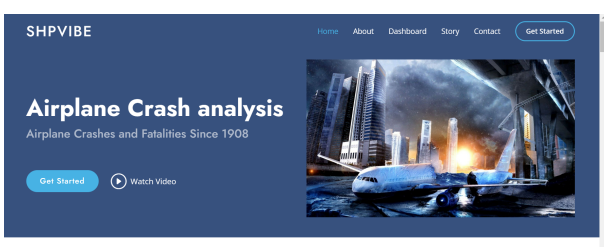 SHPVIBE
Home About Dashboard Story Contact Get Started
Airplane Crash analysis
Airplane Crashes and Fatalities Since 1908
Get Started Watch Video